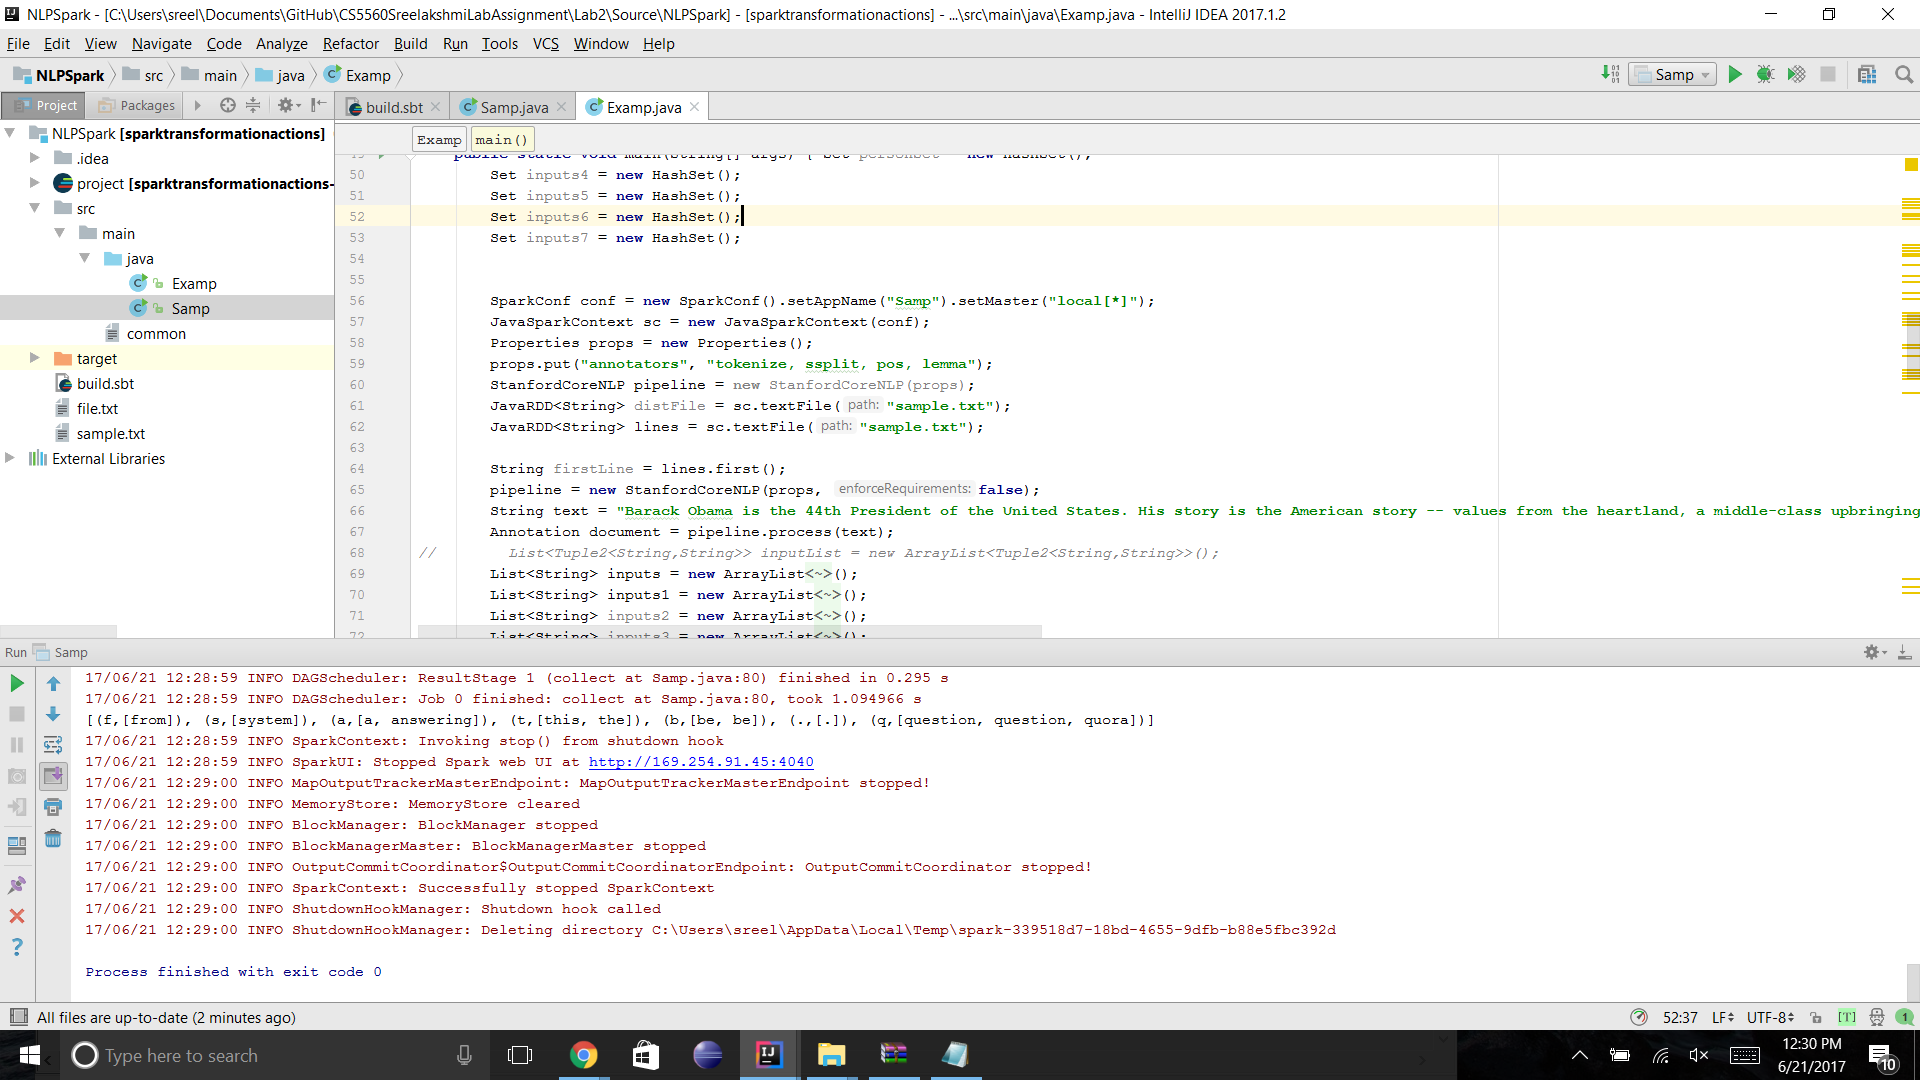 NLPSpark - [C:\Users\sreel\Documents\GitHub\CS5560SreelakshmiLabAssignment\Lab2\Source\NLPSpark] - [sparktransformationactions] - ...\src\main\java\Examp.java - IntelliJ IDEA 2017.1.2
File Edit View Navigate Code Analyze Refactor Build Run Tools VCS Window Help
NLPSpark src main java Examp Samp
Project Packages build.sbt Samp.java Examp.java
Examp main()
NLPSpark [sparktransformationactions]
.idea
project [sparktransformationactions-
src
main
java
Examp
Samp
common
target
build.sbt
file.txt
sample.txt
External Libraries
49 public static void main(String[] args) { Set personSet = new HashSet();
50 Set inputs4 = new HashSet();
51 Set inputs5 = new HashSet();
52 Set inputs6 = new HashSet();
53 Set inputs7 = new HashSet();
54
55
56 SparkConf conf = new SparkConf().setAppName("Samp").setMaster("local[*]");
57 JavaSparkContext sc = new JavaSparkContext(conf);
58 Properties props = new Properties();
59 props.put("annotators", "tokenize, ssplit, pos, lemma");
60 StanfordCoreNLP pipeline = new StanfordCoreNLP(props);
61 JavaRDD<String> distFile = sc.textFile( path: "sample.txt");
62 JavaRDD<String> lines = sc.textFile( path: "sample.txt");
63
64 String firstLine = lines.first();
65 pipeline = new StanfordCoreNLP(props, enforceRequirements: false);
66 String text = "Barack Obama is the 44th President of the United States. His story is the American story -- values from the heartland, a middle-class upbringing
67 Annotation document = pipeline.process(text);
68 // List<Tuple2<String,String>> inputList = new ArrayList<Tuple2<String,String>>();
69 List<String> inputs = new ArrayList<~>();
70 List<String> inputs1 = new ArrayList<~>();
71 List<String> inputs2 = new ArrayList<~>();
72 List<String> inputs3 = new ArrayList<~>();
Run Samp
17/06/21 12:28:59 INFO DAGScheduler: ResultStage 1 (collect at Samp.java:80) finished in 0.295 s
17/06/21 12:28:59 INFO DAGScheduler: Job 0 finished: collect at Samp.java:80, took 1.094966 s
[(f,[from]), (s,[system]), (a,[a, answering]), (t,[this, the]), (b,[be, be]), (.,[.]), (q,[question, question, quora])]
17/06/21 12:28:59 INFO SparkContext: Invoking stop() from shutdown hook
17/06/21 12:28:59 INFO SparkUI: Stopped Spark web UI at http://169.254.91.45:4040
17/06/21 12:29:00 INFO MapOutputTrackerMasterEndpoint: MapOutputTrackerMasterEndpoint stopped!
17/06/21 12:29:00 INFO MemoryStore: MemoryStore cleared
17/06/21 12:29:00 INFO BlockManager: BlockManager stopped
17/06/21 12:29:00 INFO BlockManagerMaster: BlockManagerMaster stopped
17/06/21 12:29:00 INFO OutputCommitCoordinator$OutputCommitCoordinatorEndpoint: OutputCommitCoordinator stopped!
17/06/21 12:29:00 INFO SparkContext: Successfully stopped SparkContext
17/06/21 12:29:00 INFO ShutdownHookManager: Shutdown hook called
17/06/21 12:29:00 INFO ShutdownHookManager: Deleting directory C:\Users\sreel\AppData\Local\Temp\spark-339518d7-18bd-4655-9dfb-b88e5fbc392d
Process finished with exit code 0
All files are up-to-date (2 minutes ago) 52:37 LF UTF-8 [T] 1
Type here to search
12:30 PM
6/21/2017
10